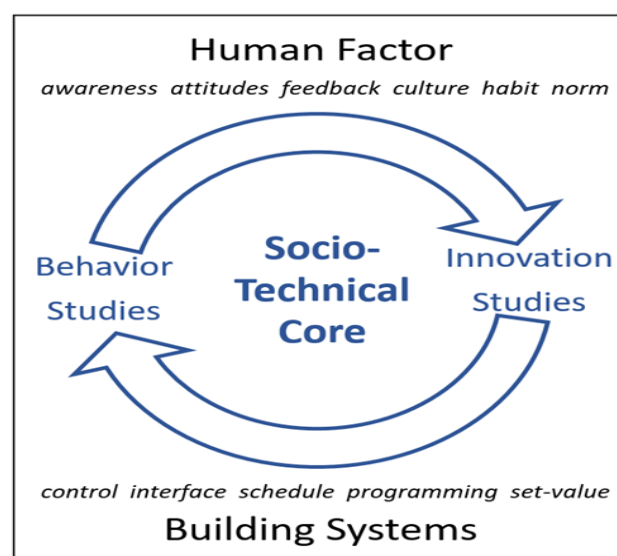 Human Factor
awareness attitudes feedback culture habit norm
Behavior
Studies
Socio-
Technical
Core
Innovation
Studies
control interface schedule programming set-value
Building Systems